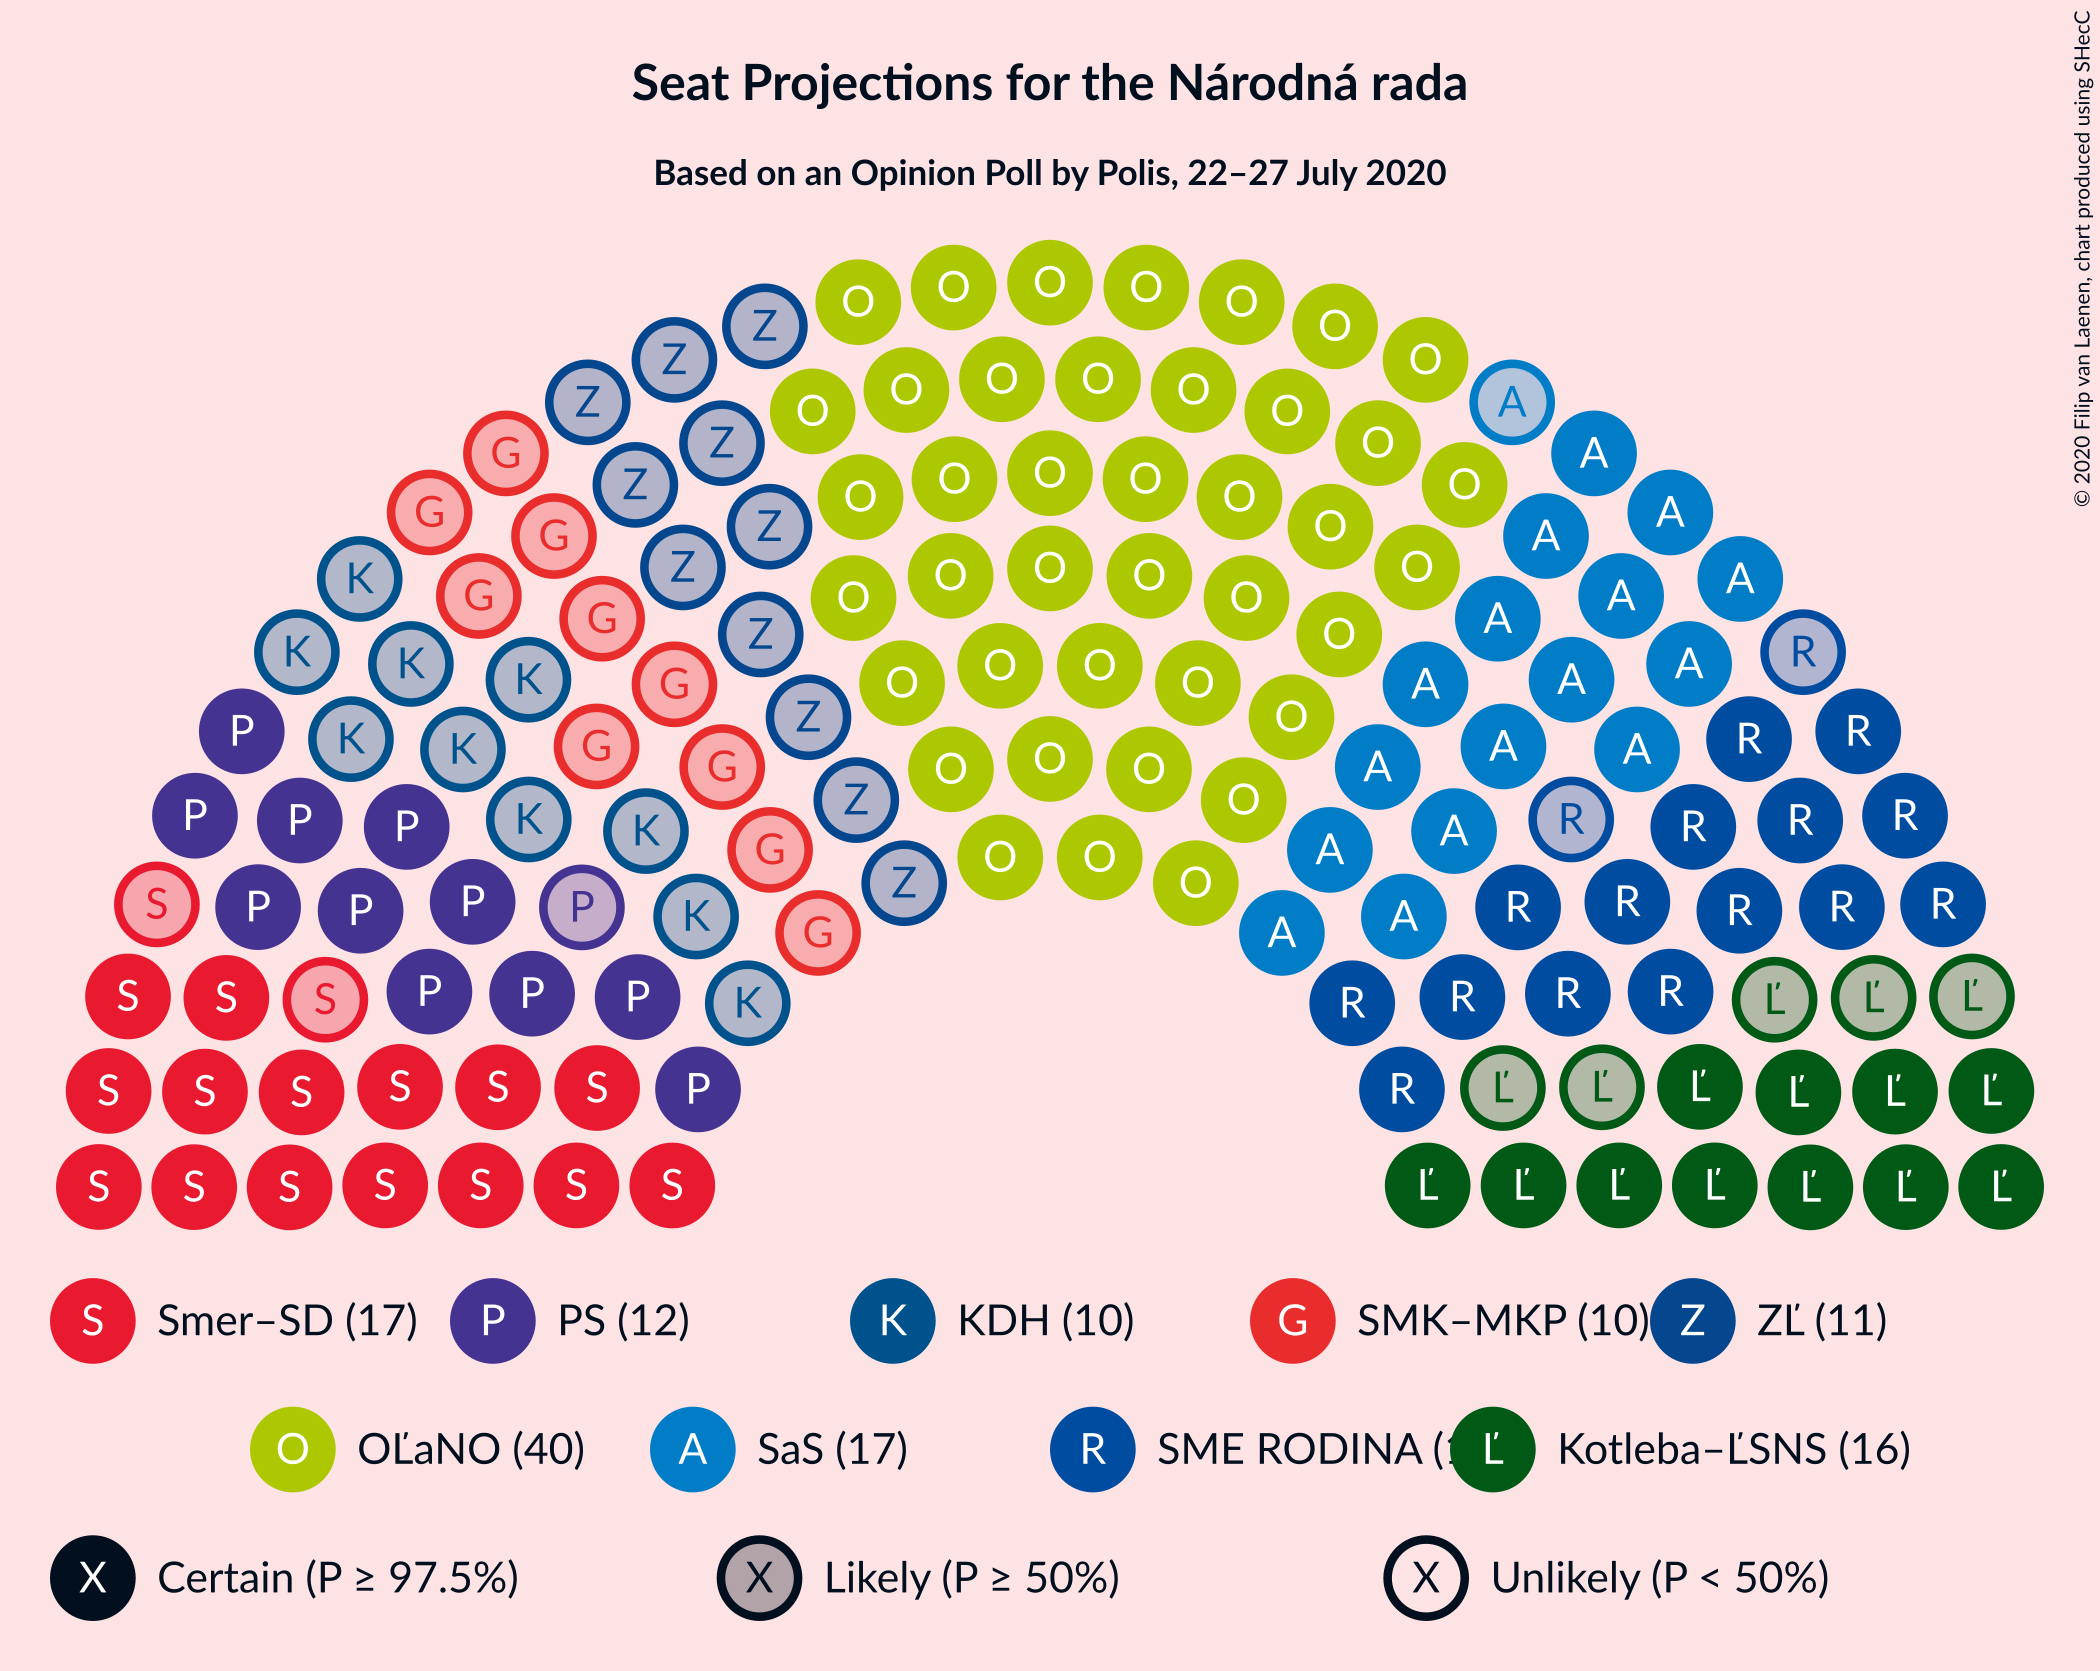 Seat Projections for the Národná rada
Based on an Opinion Poll by Polis, 22–27 July 2020
© 2020 Filip van Laenen, chart produced using SHecC
O O O O O O O
Z Z Z A
O O O O O O O O
Z Z Z G G A A
O O O O O O O
Z Z G G A A A
O O O O O O
Z G G K K A A A R
O O O O O
Z G G K K K K A A A A R R
O O O O
Z G G K K P P A A A A R R
O O O
Z G K K P P P A A R R R R
S P P P P K G A A R R R R R
S S S P P P K R R R R Ľ Ľ Ľ
S S S S S S P R Ľ Ľ Ľ Ľ Ľ Ľ
S S S S S S S Ľ Ľ Ľ Ľ Ľ Ľ Ľ
S Smer–SD (17) P PS (12) K KDH (10) G SMK–MKP (10) Z ZĽ (11)
O OĽaNO (40) A SaS (17) R SME RODINA ( Ľ Kotleba–ĽSNS (16)
X Certain (P ≥ 97.5%) X Likely (P ≥ 50%) X Unlikely (P < 50%)